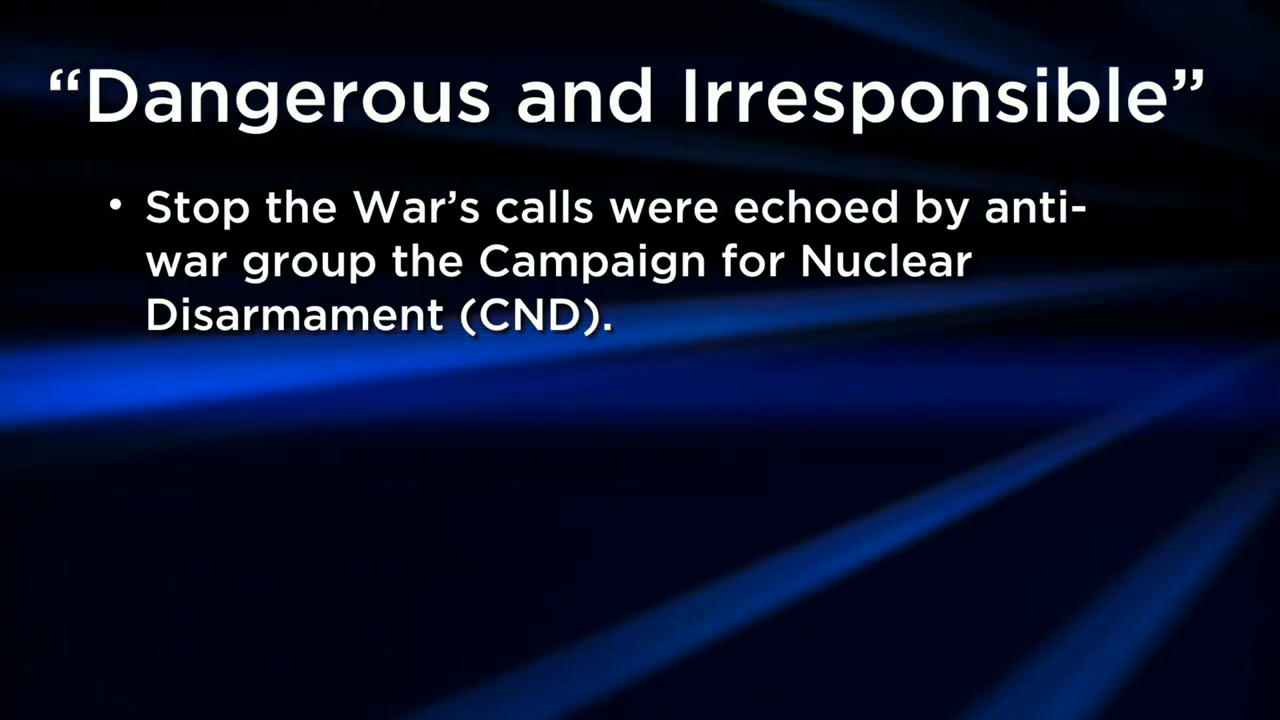 “Dangerous and Irresponsible”
• Stop the War’s calls were echoed by anti-
war group the Campaign for Nuclear
Disarmament (CND).